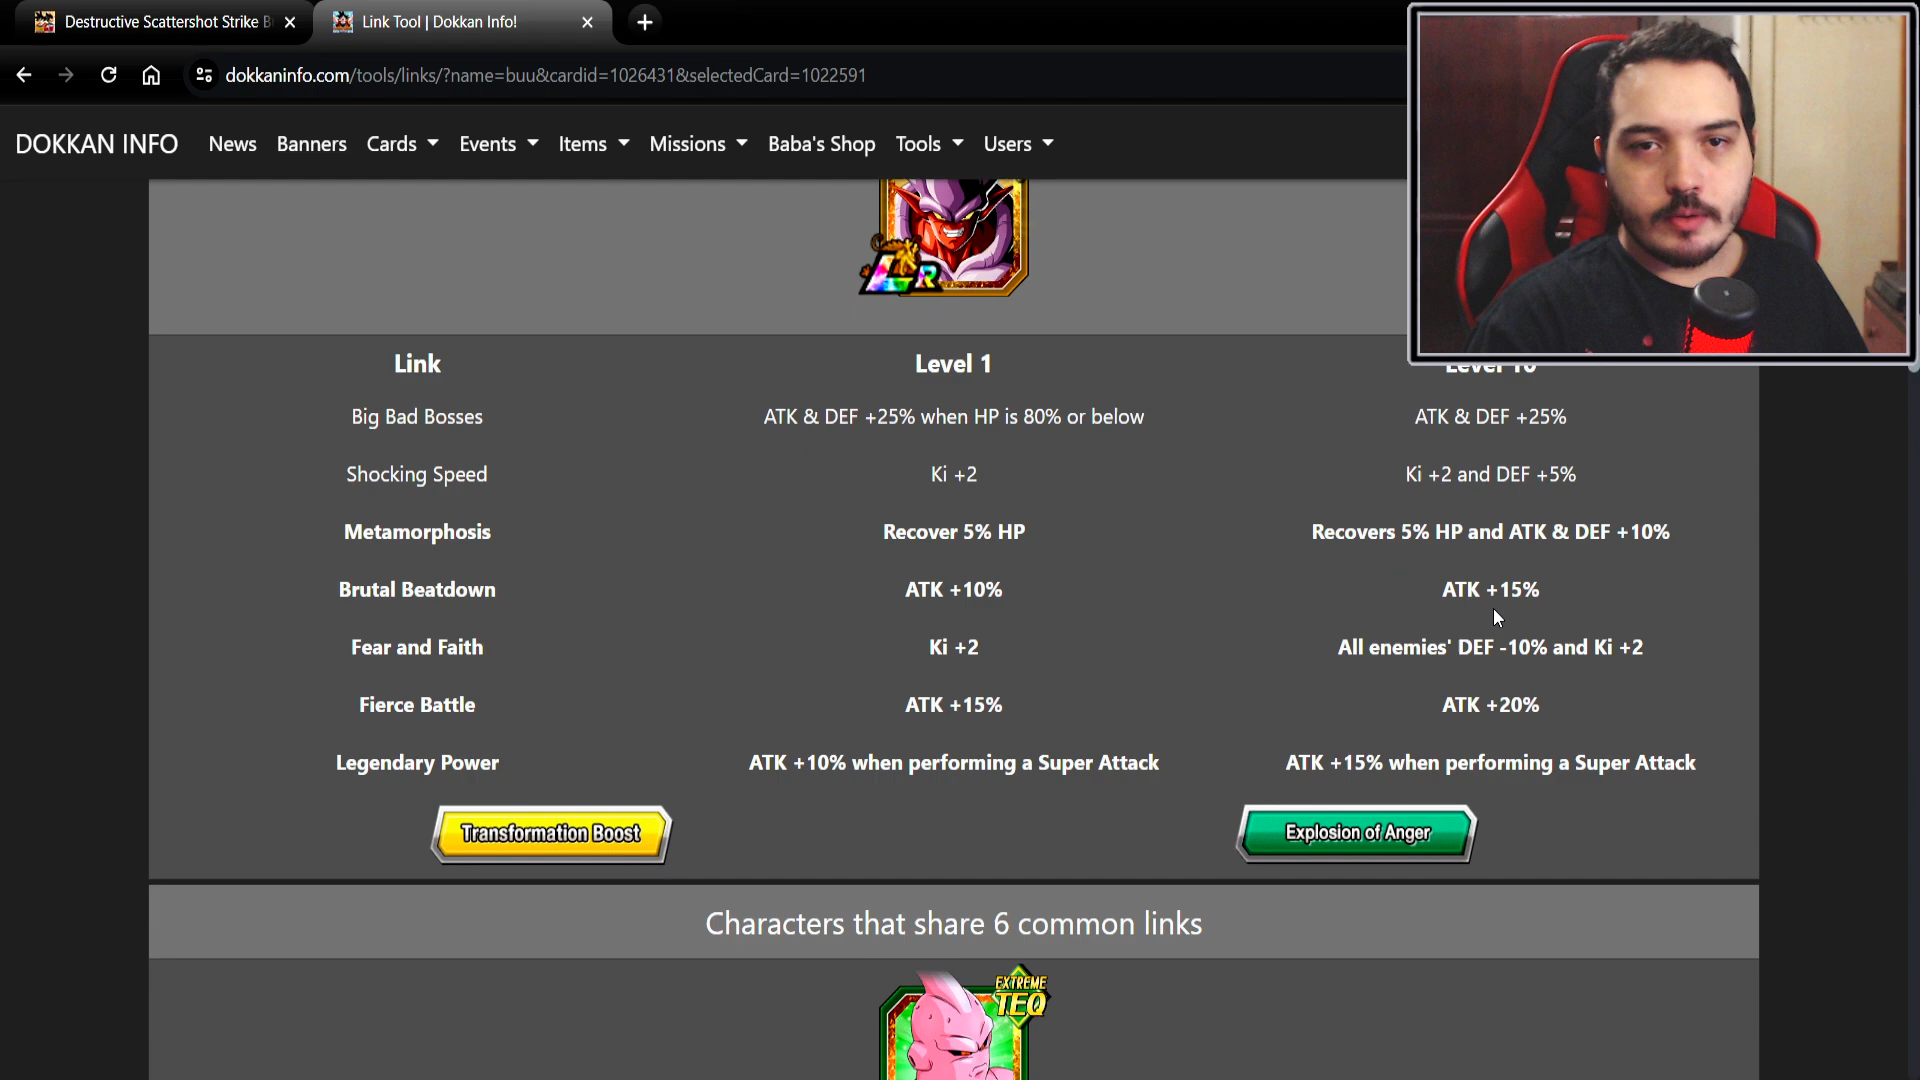 Destructive Scattershot Strike B
Link Tool | Dokkan Info!
dokkaninfo.com/tools/links/?name=buu&cardid=1026431&selectedCard=1022591
DOKKAN INFO News Banners Cards Events Items Missions Baba's Shop Tools Users
LR
Link Level 1 Level 10
Big Bad Bosses ATK & DEF +25% when HP is 80% or below ATK & DEF +25%
Shocking Speed Ki +2 Ki +2 and DEF +5%
Metamorphosis Recover 5% HP Recovers 5% HP and ATK & DEF +10%
Brutal Beatdown ATK +10% ATK +15%
Fear and Faith Ki +2 All enemies' DEF -10% and Ki +2
Fierce Battle ATK +15% ATK +20%
Legendary Power ATK +10% when performing a Super Attack ATK +15% when performing a Super Attack
Transformation Boost Explosion of Anger
Characters that share 6 common links
EXTREME
TEQ